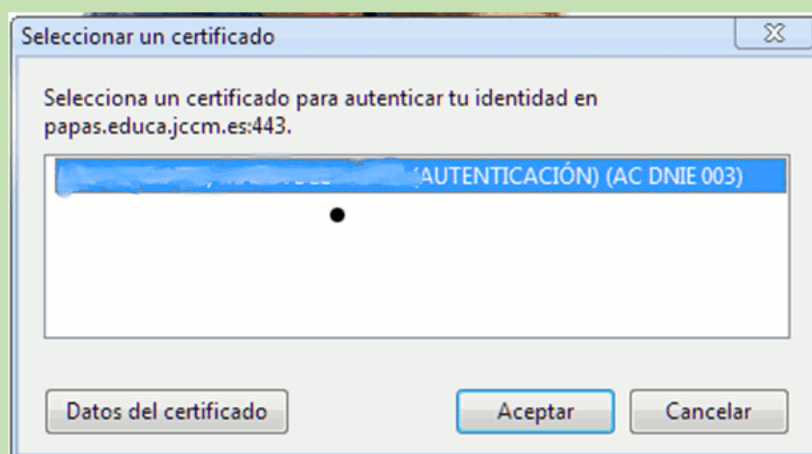 Seleccionar un certificado
Selecciona un certificado para autenticar tu identidad en
papas.educa.jccm.es:443.
(AUTENTICACIÓN) (AC DNIE 003)
Datos del certificado
Aceptar
Cancelar